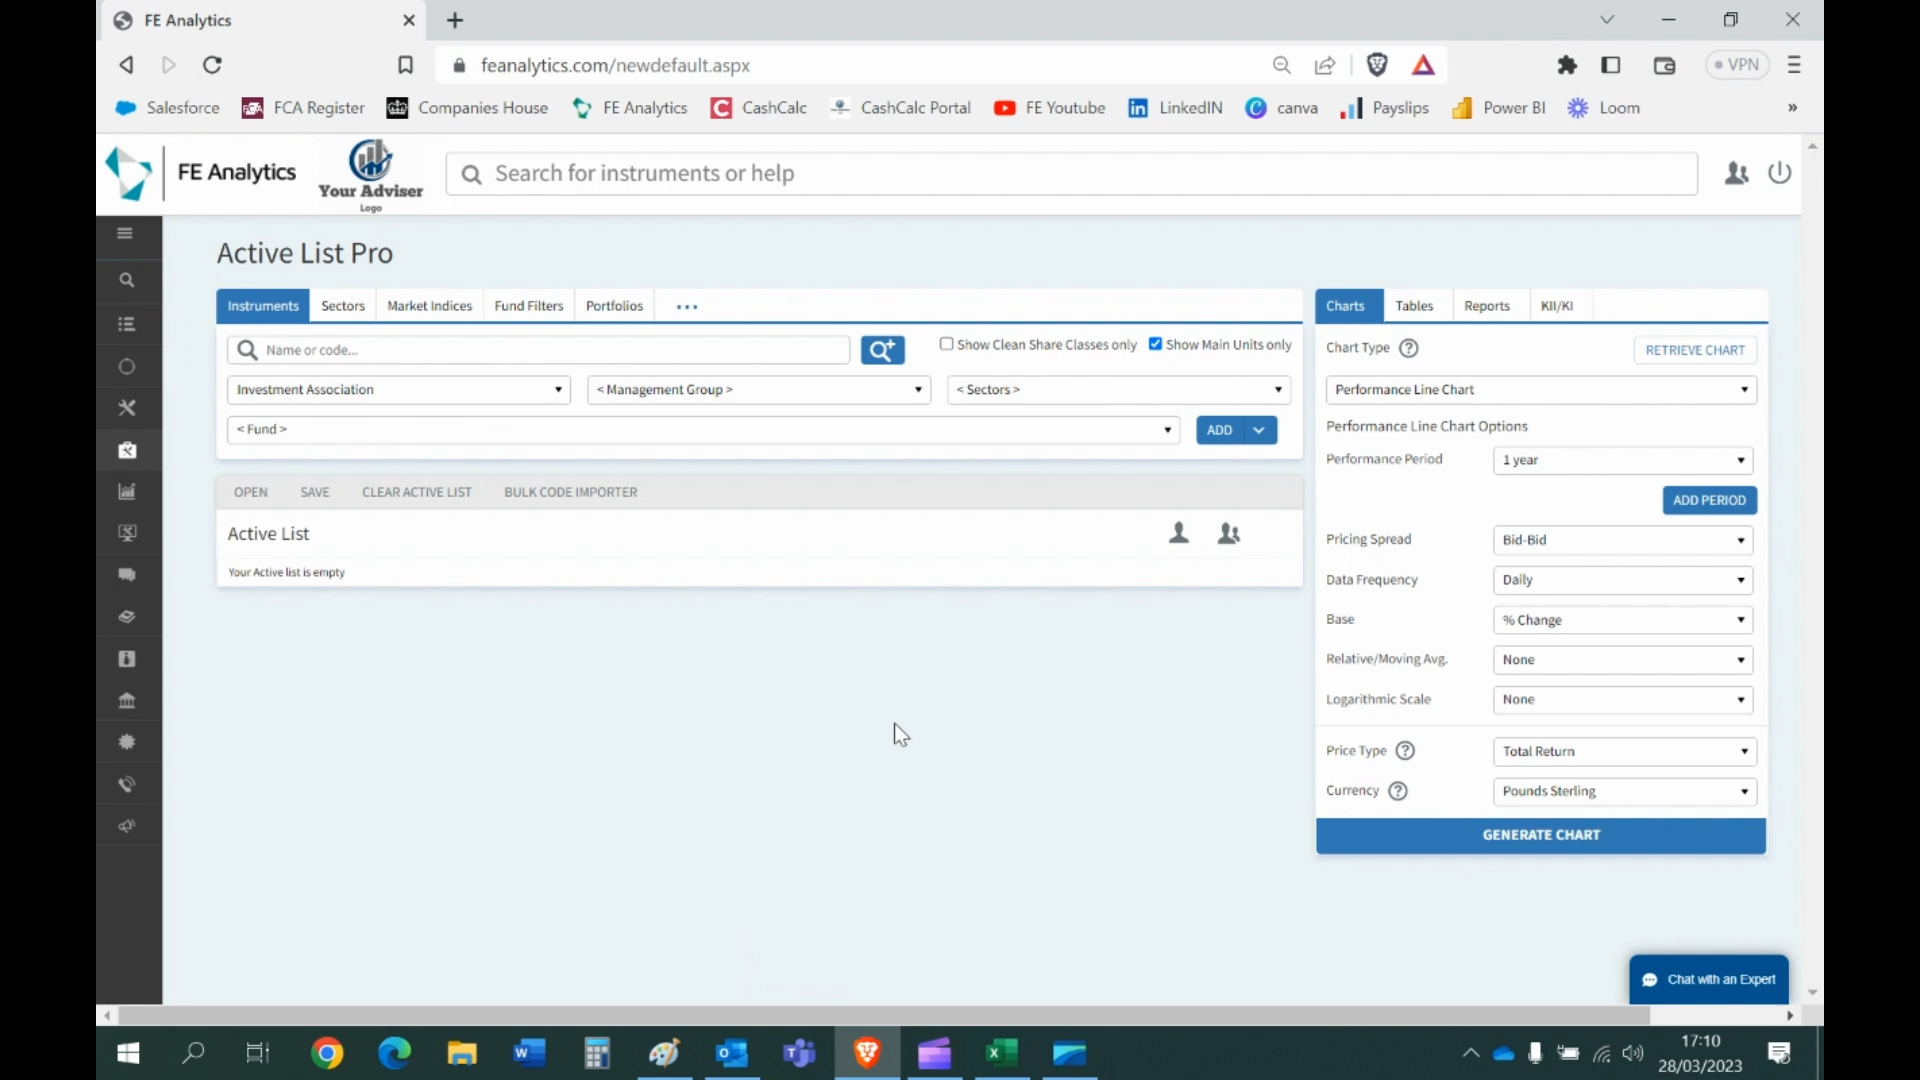 FE Analytics
feanalytics.com/newdefault.aspx
VPN
Salesforce FCA Register Companies House FE Analytics CashCalc CashCalc Portal FE Youtube LinkedIN canva Payslips Power BI Loom »
FE Analytics
Your Adviser
Logo
Search for instruments or help
Active List Pro
Instruments Sectors Market Indices Fund Filters Portfolios
Name or code...
Show Clean Share Classes only Show Main Units only
Investment Association < Management Group > < Sectors >
< Fund > ADD
OPEN SAVE CLEAR ACTIVE LIST BULK CODE IMPORTER
Active List
Your Active list is empty
Charts Tables Reports KII/KI
Chart Type ? RETRIEVE CHART
Performance Line Chart
Performance Line Chart Options
Performance Period 1 year
ADD PERIOD
Pricing Spread Bid-Bid
Data Frequency Daily
Base % Change
Relative/Moving Avg. None
Logarithmic Scale None
Price Type ? Total Return
Currency ? Pounds Sterling
GENERATE CHART
Chat with an Expert
17:10
28/03/2023